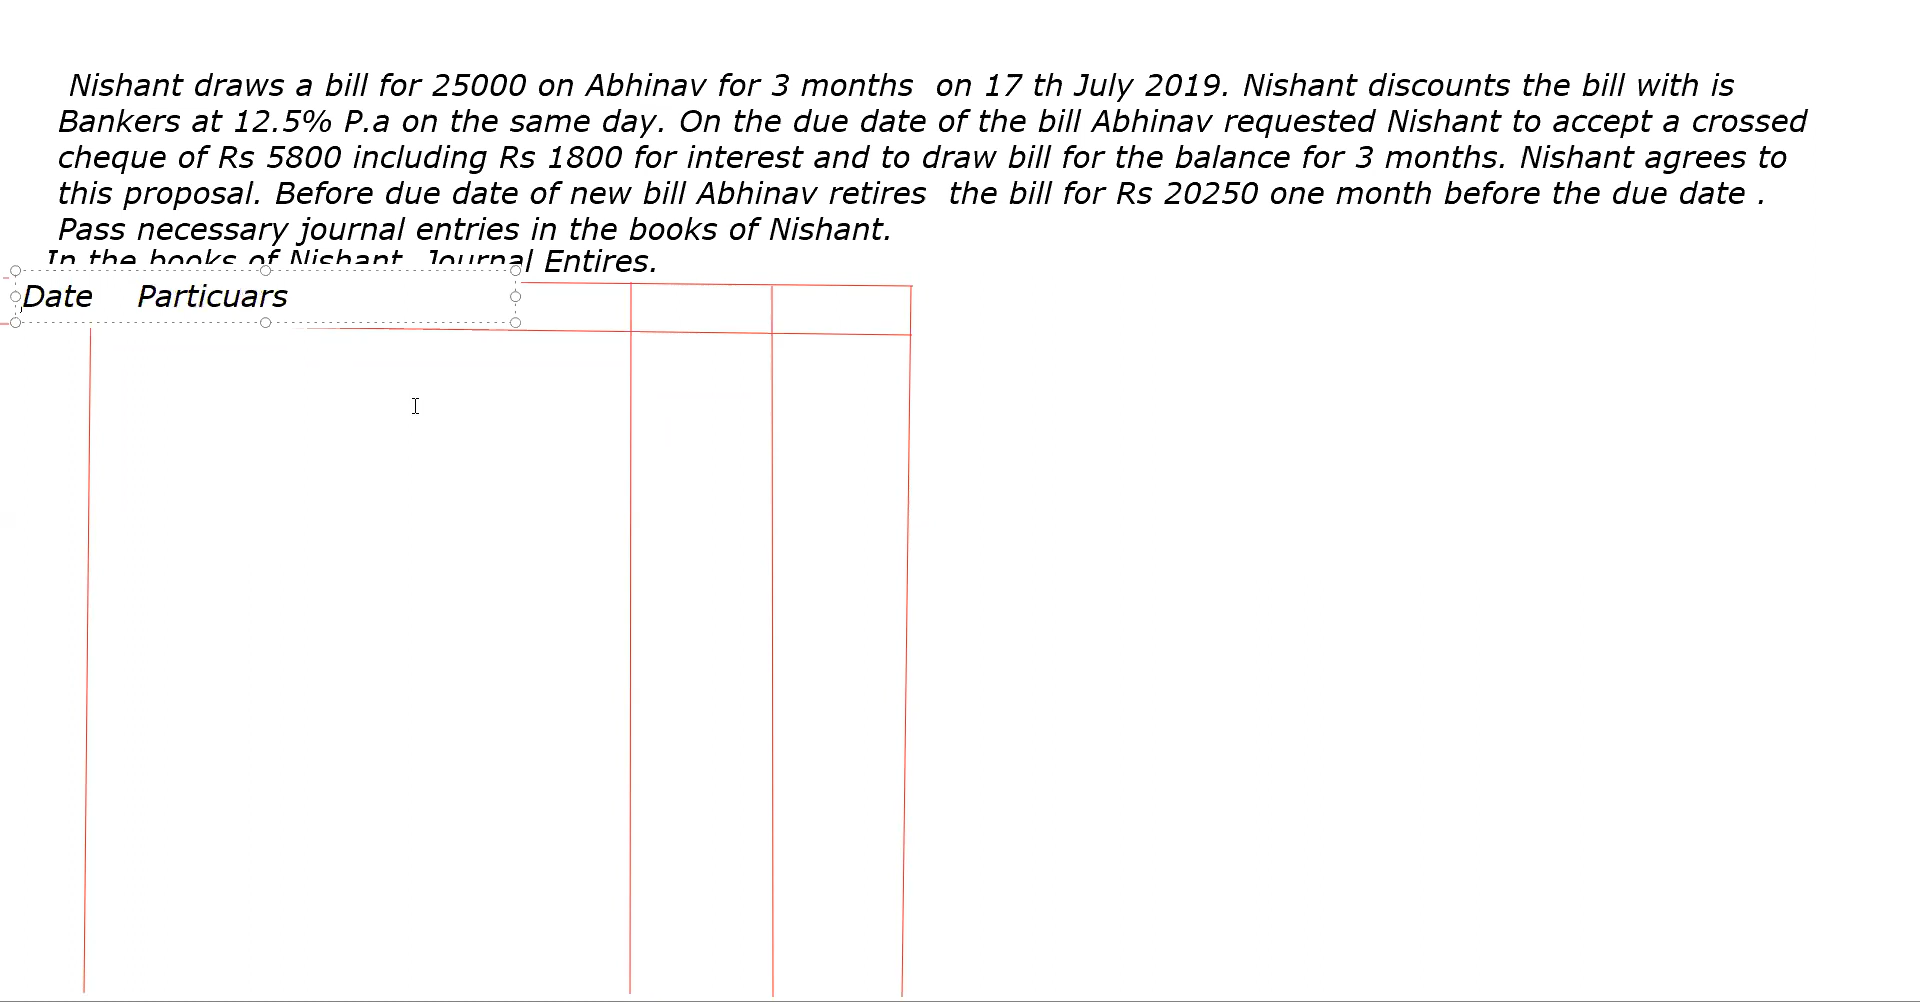 Nishant draws a bill for 25000 on Abhinav for 3 months on 17 th July 2019. Nishant discounts the bill with is
Bankers at 12.5% P.a on the same day. On the due date of the bill Abhinav requested Nishant to accept a crossed
cheque of Rs 5800 including Rs 1800 for interest and to draw bill for the balance for 3 months. Nishant agrees to
this proposal. Before due date of new bill Abhinav retires the bill for Rs 20250 one month before the due date .
Pass necessary journal entries in the books of Nishant.
In the books of Nishant Journal Entires.
Date Particuars